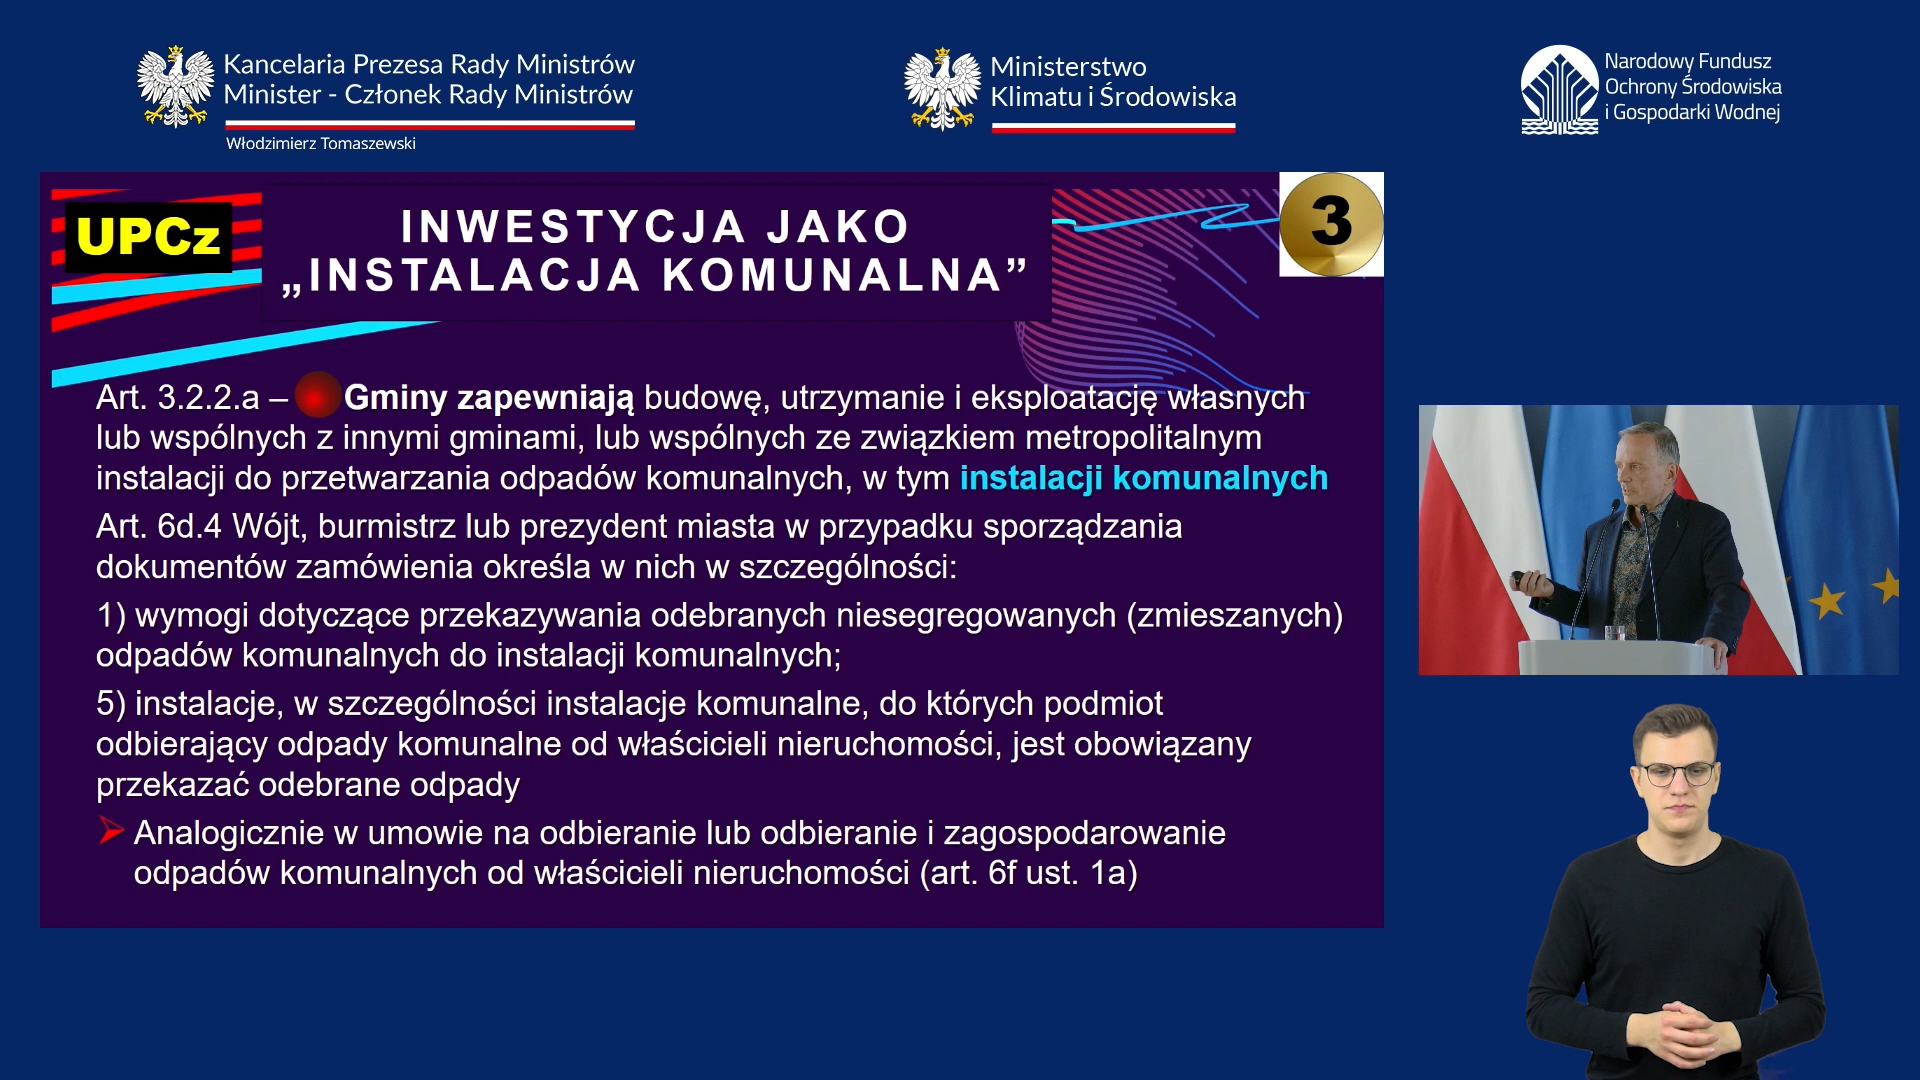 Kancelaria Prezesa Rady Ministrów
Minister - Członek Rady Ministrów
Włodzimierz Tomaszewski
Ministerstwo
Klimatu i Środowiska
Narodowy Fundusz
Ochrony Środowiska
i Gospodarki Wodnej
UPCz
INWESTYCJA JAKO
„INSTALACJA KOMUNALNA”
3
Art. 3.2.2.a – Gminy zapewniają budowę, utrzymanie i eksploatację własnych
lub wspólnych z innymi gminami, lub wspólnych ze związkiem metropolitalnym
instalacji do przetwarzania odpadów komunalnych, w tym instalacji komunalnych
Art. 6d.4 Wójt, burmistrz lub prezydent miasta w przypadku sporządzania
dokumentów zamówienia określa w nich w szczególności:
1) wymogi dotyczące przekazywania odebranych niesegregowanych (zmieszanych)
odpadów komunalnych do instalacji komunalnych;
5) instalacje, w szczególności instalacje komunalne, do których podmiot
odbierający odpady komunalne od właścicieli nieruchomości, jest obowiązany
przekazać odebrane odpady
Analogicznie w umowie na odbieranie lub odbieranie i zagospodarowanie
odpadów komunalnych od właścicieli nieruchomości (art. 6f ust. 1a)